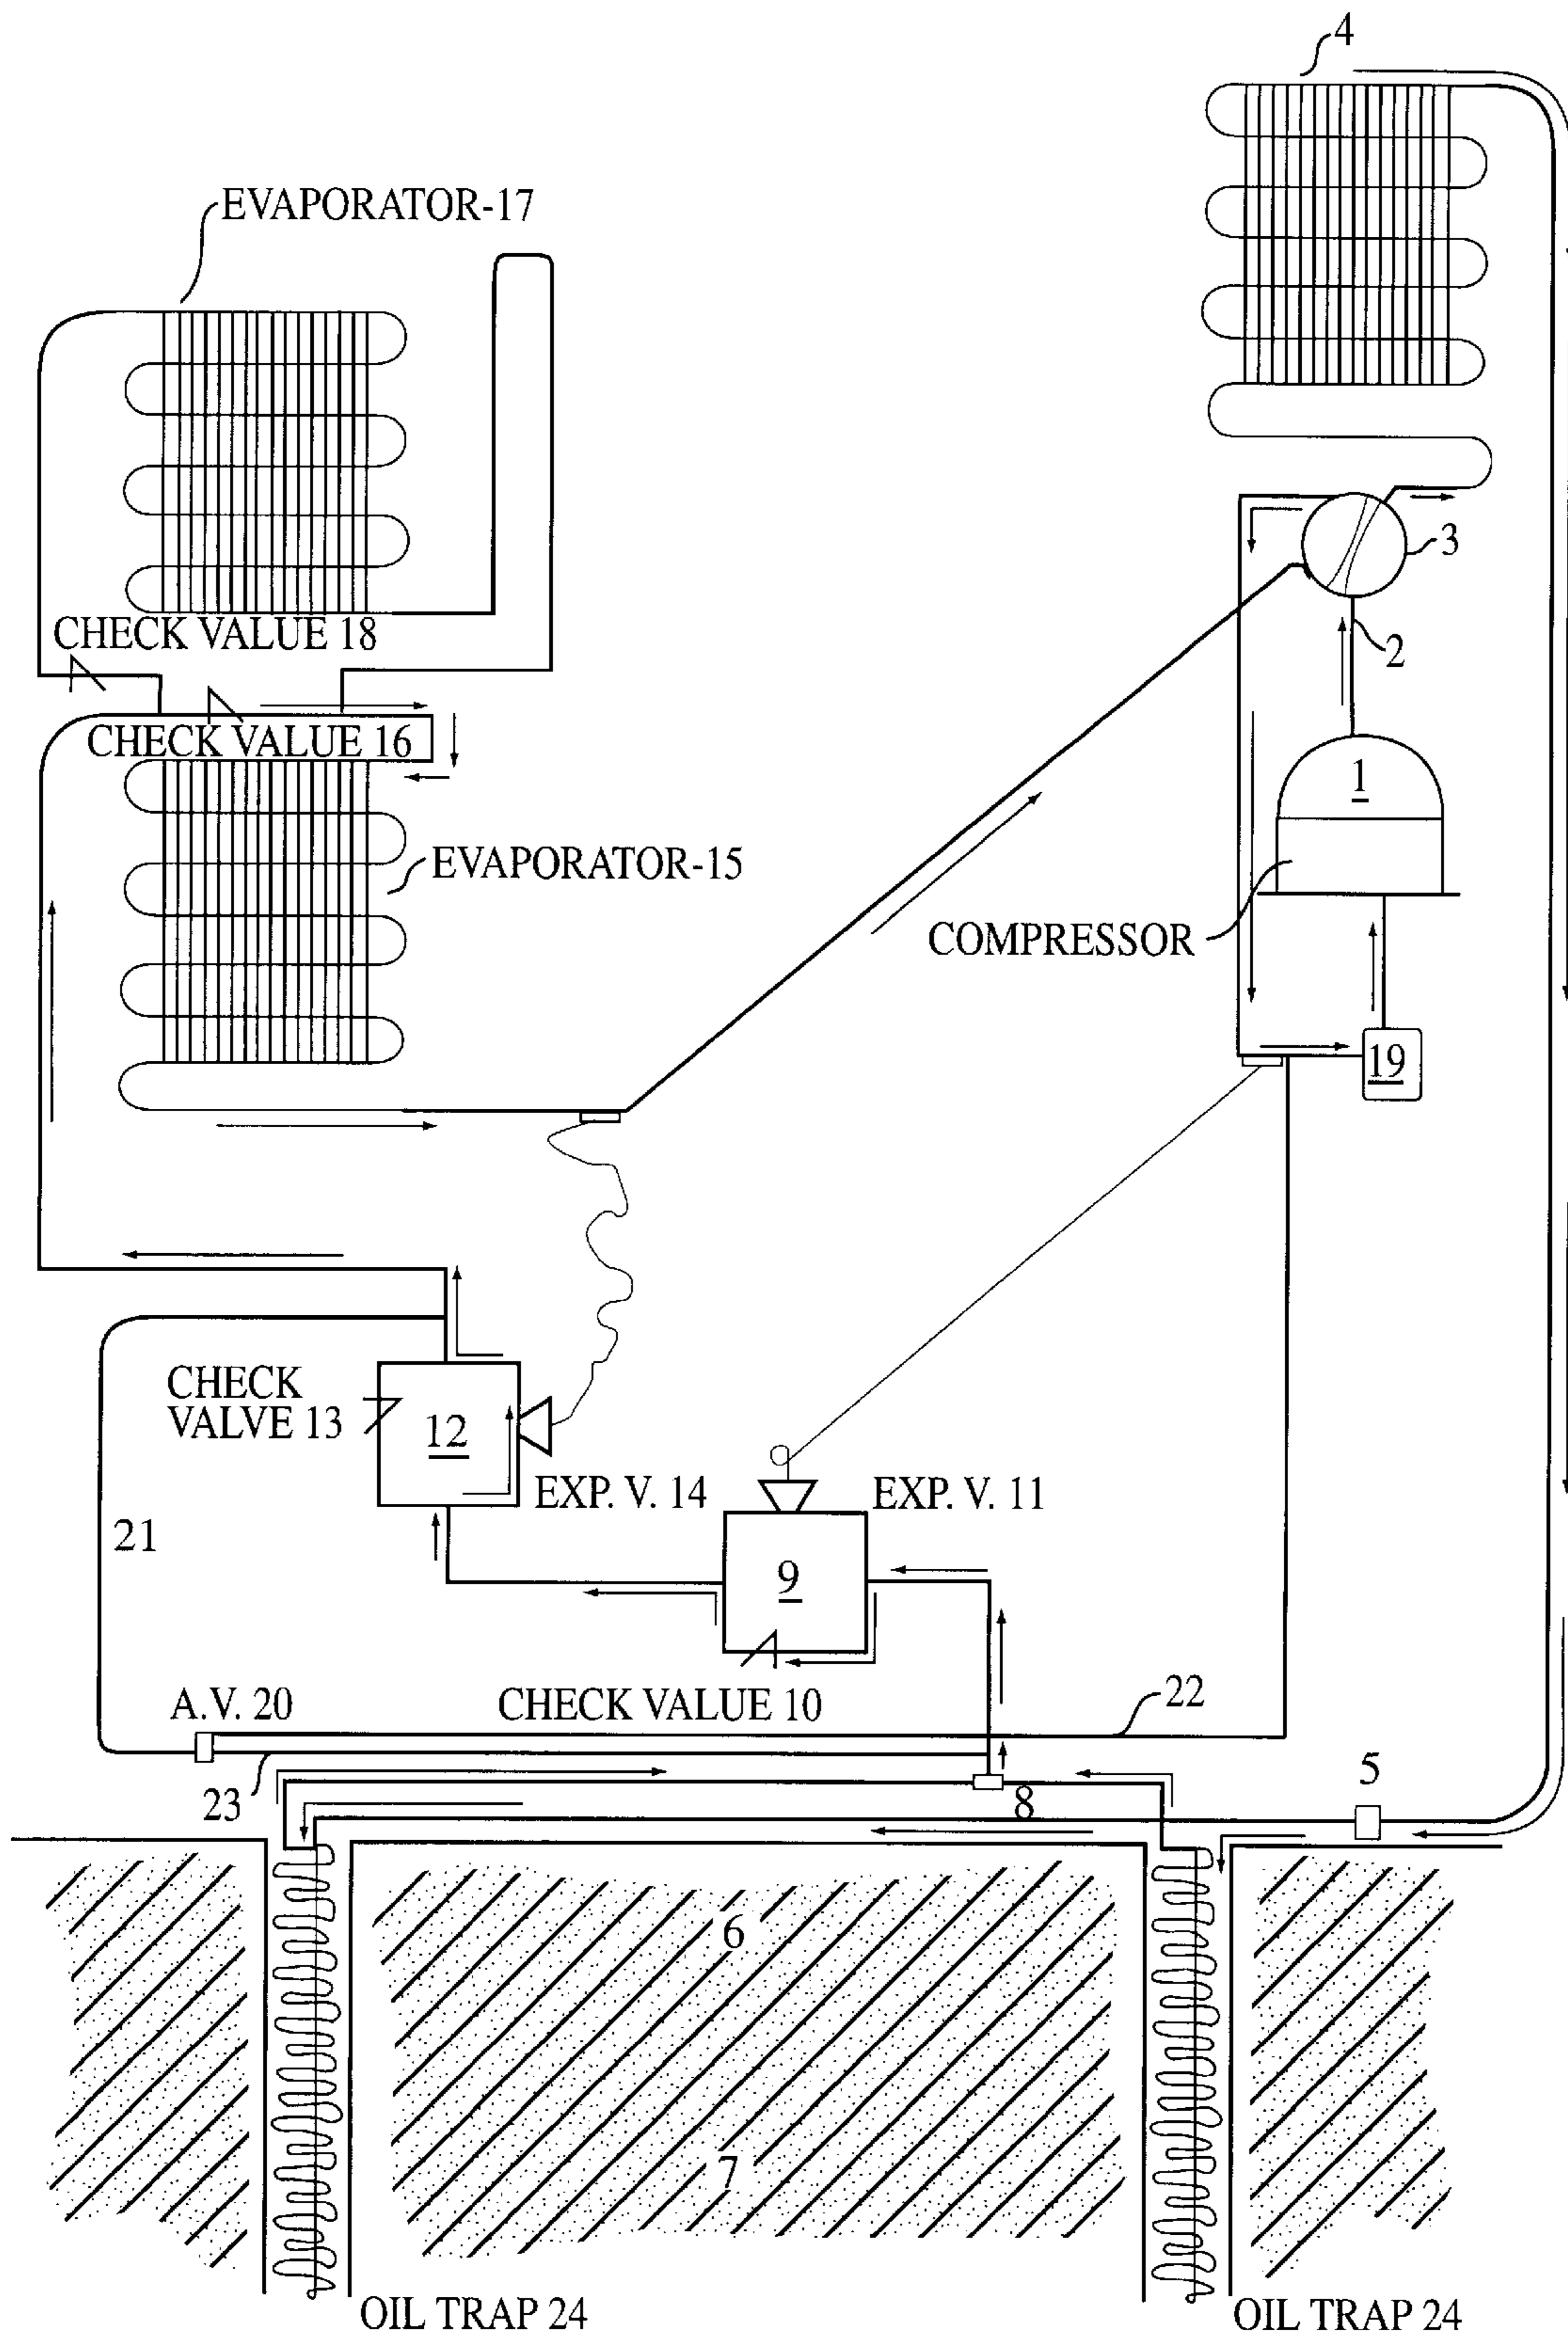 4
EVAPORATOR-17
3
CHECK VALUE 18
2
CHECK VALUE 16
1
EVAPORATOR-15
COMPRESSOR
19
CHECK
VALVE 13
12
EXP. V. 14
EXP. V. 11
21
9
A.V. 20
CHECK VALUE 10
22
5
23
8
6
7
OIL TRAP 24
OIL TRAP 24